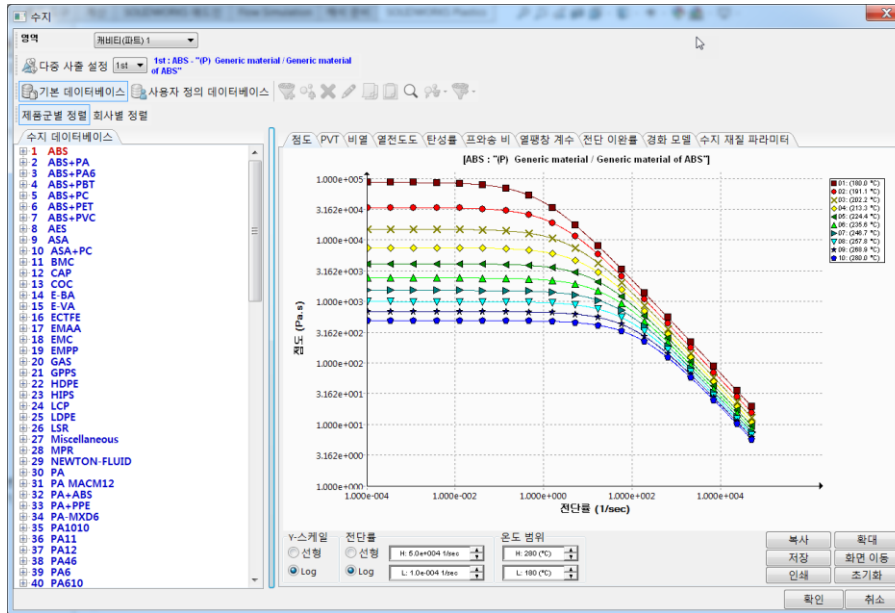 수지
SOLIDWORKS Plastics
영역
캐비티(파트) 1
다중 사출 설정
1st
1st : ABS - "(P) Generic material / Generic material of ABS"
기본 데이터베이스
사용자 정의 데이터베이스
제품군별 정렬
회사별 정렬
수지 데이터베이스
1 ABS
2 ABS+PA
3 ABS+PA6
4 ABS+PBT
5 ABS+PC
6 ABS+PET
7 ABS+PVC
8 AES
9 ASA
10 ASA+PC
11 BMC
12 CAP
13 COC
14 E-BA
15 E-VA
16 ECTFE
17 EMAA
18 EMC
19 EMPP
20 GAS
21 GPPS
22 HDPE
23 HIPS
24 LCP
25 LDPE
26 LSR
27 Miscellaneous
28 MPR
29 NEWTON-FLUID
30 PA
31 PA MACM12
32 PA+ABS
33 PA+PPE
34 PA-MXD6
35 PA1010
36 PA11
37 PA12
38 PA46
39 PA6
40 PA610
점도
PVT
비열
열전도도
탄성률
프와송 비
열팽창 계수
전단 이완률
경화 모델
수지 재질 파라미터
[ABS : "(P) Generic material / Generic material of ABS"]
1.000e+005
3.162e+004
1.000e+004
3.162e+003
1.000e+003
3.162e+002
1.000e+002
3.162e+001
1.000e+001
3.162e+000
1.000e+000
점도 (Pa.s)
1.000e-004
1.000e-002
1.000e+000
1.000e+002
1.000e+004
전단률 (1/sec)
01: (180.0 °C)
02: (191.1 °C)
03: (202.2 °C)
04: (213.3 °C)
05: (224.4 °C)
06: (235.6 °C)
07: (246.7 °C)
08: (257.8 °C)
09: (268.9 °C)
10: (280.0 °C)
Y-스케일
선형
Log
전단률
선형
Log
H: 5.0e+004 1/sec
L: 1.0e-004 1/sec
온도 범위
H: 280 (°C)
L: 180 (°C)
복사
확대
저장
화면 이동
인쇄
초기화
확인
취소